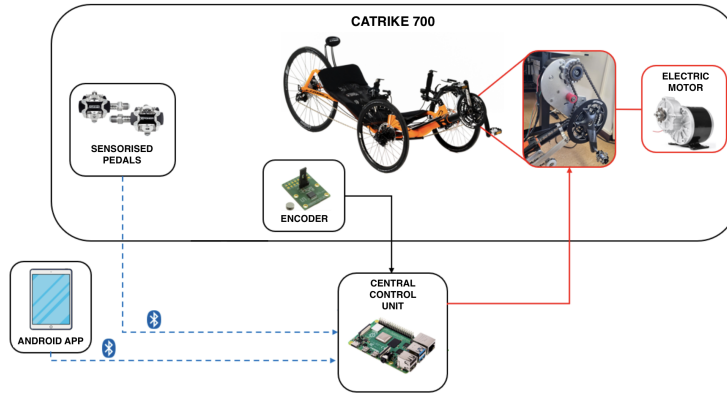 CATRIKE 700
ELECTRIC
MOTOR
SENSORISED
PEDALS
ENCODER
CENTRAL
CONTROL
UNIT
ANDROID APP